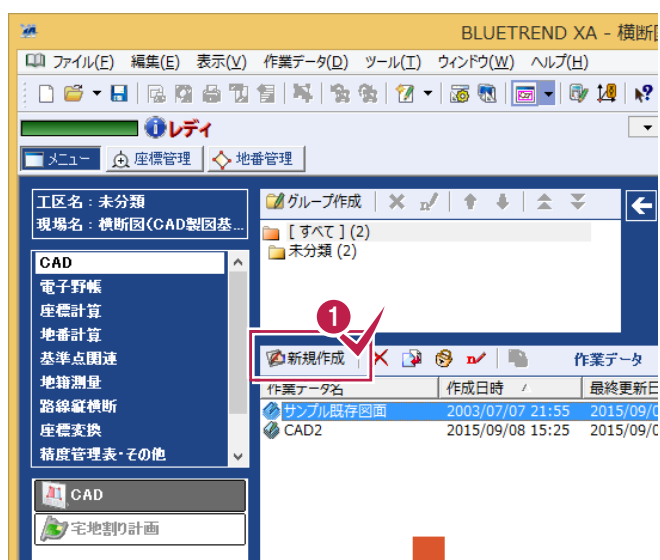 BLUETREND XA - 横断図
ファイル(F) 編集(E) 表示(V) 作業データ(D) ツール(T) ウィンドウ(W) ヘルプ(H)
レディ
メニュー 座標管理 地番管理
工区名：未分類
現場名：横断図(CAD製図基...
グループ作成
[ すべて ] (2)
未分類 (2)
CAD
電子野帳
座標計算
地番計算
基準点関連
地籍測量
路線縦横断
座標変換
精度管理表・その他
1
新規作成 作業データ
作業データ名 作成日時 最終更新日
サンプル既存図面 2003/07/07 21:55 2015/09/0
CAD2 2015/09/08 15:25 2015/09/0
CAD
宅地割り計画